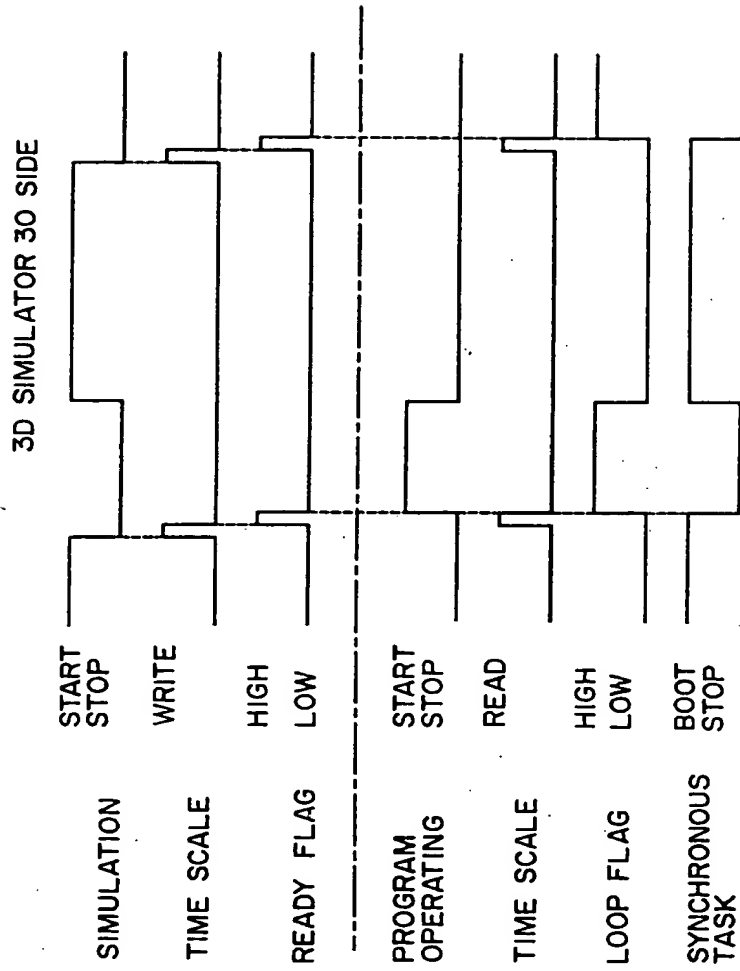 3D SIMULATOR 30 SIDE
SIMULATION
START
STOP
TIME SCALE
WRITE
READY FLAG
HIGH
LOW
PROGRAM
OPERATING
START
STOP
TIME SCALE
READ
LOOP FLAG
HIGH
LOW
SYNCHRONOUS
TASK
BOOT
STOP